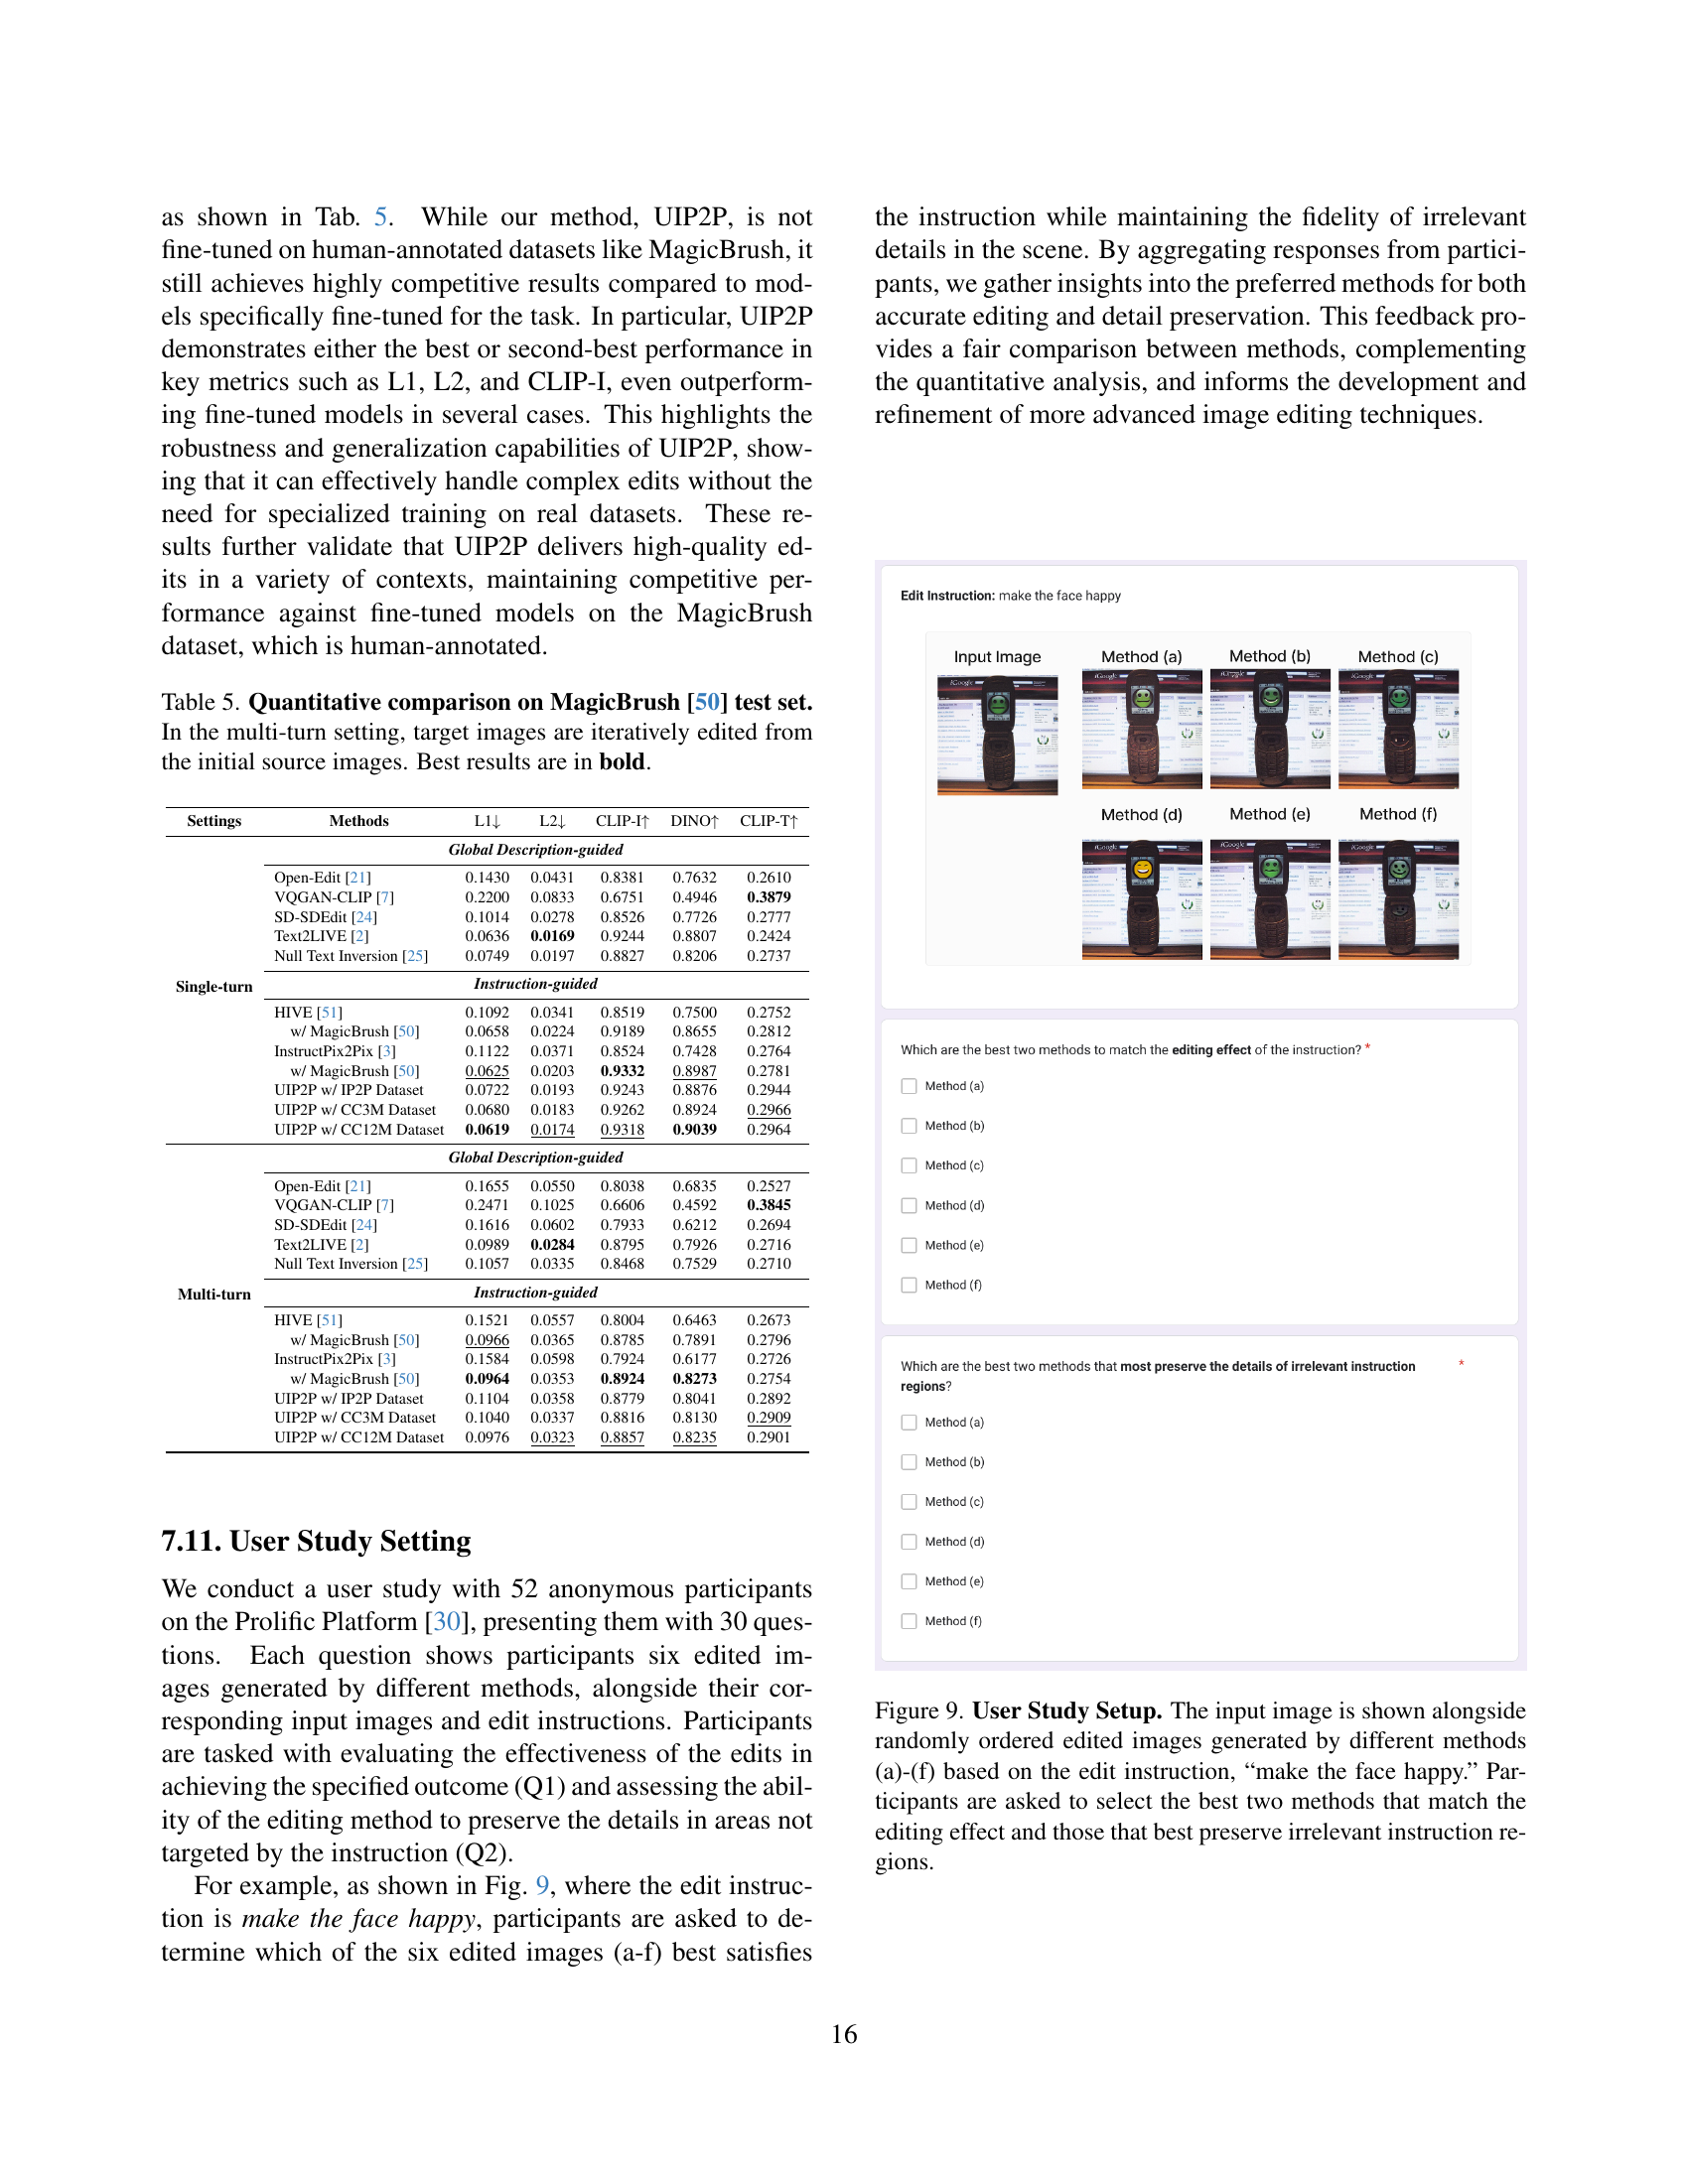 as shown in Tab. 5. While our method, UIP2P, is not
fine-tuned on human-annotated datasets like MagicBrush, it
still achieves highly competitive results compared to mod-
els specifically fine-tuned for the task. In particular, UIP2P
demonstrates either the best or second-best performance in
key metrics such as L1, L2, and CLIP-I, even outperform-
ing fine-tuned models in several cases. This highlights the
robustness and generalization capabilities of UIP2P, show-
ing that it can effectively handle complex edits without the
need for specialized training on real datasets. These re-
sults further validate that UIP2P delivers high-quality ed-
its in a variety of contexts, maintaining competitive per-
formance against fine-tuned models on the MagicBrush
dataset, which is human-annotated.
Table 5. Quantitative comparison on MagicBrush [50] test set.
In the multi-turn setting, target images are iteratively edited from
the initial source images. Best results are in bold.
Settings Methods L1↓ L2↓ CLIP-I↑ DINO↑ CLIP-T↑
Global Description-guided
Open-Edit [21] 0.1430 0.0431 0.8381 0.7632 0.2610
VQGAN-CLIP [7] 0.2200 0.0833 0.6751 0.4946 0.3879
SD-SDEdit [24] 0.1014 0.0278 0.8526 0.7726 0.2777
Text2LIVE [2] 0.0636 0.0169 0.9244 0.8807 0.2424
Null Text Inversion [25] 0.0749 0.0197 0.8827 0.8206 0.2737
Single-turn Instruction-guided
HIVE [51] 0.1092 0.0341 0.8519 0.7500 0.2752
w/ MagicBrush [50] 0.0658 0.0224 0.9189 0.8655 0.2812
InstructPix2Pix [3] 0.1122 0.0371 0.8524 0.7428 0.2764
w/ MagicBrush [50] 0.0625 0.0203 0.9332 0.8987 0.2781
UIP2P w/ IP2P Dataset 0.0722 0.0193 0.9243 0.8876 0.2944
UIP2P w/ CC3M Dataset 0.0680 0.0183 0.9262 0.8924 0.2966
UIP2P w/ CC12M Dataset 0.0619 0.0174 0.9318 0.9039 0.2964
Global Description-guided
Open-Edit [21] 0.1655 0.0550 0.8038 0.6835 0.2527
VQGAN-CLIP [7] 0.2471 0.1025 0.6606 0.4592 0.3845
SD-SDEdit [24] 0.1616 0.0602 0.7933 0.6212 0.2694
Text2LIVE [2] 0.0989 0.0284 0.8795 0.7926 0.2716
Null Text Inversion [25] 0.1057 0.0335 0.8468 0.7529 0.2710
Multi-turn Instruction-guided
HIVE [51] 0.1521 0.0557 0.8004 0.6463 0.2673
w/ MagicBrush [50] 0.0966 0.0365 0.8785 0.7891 0.2796
InstructPix2Pix [3] 0.1584 0.0598 0.7924 0.6177 0.2726
w/ MagicBrush [50] 0.0964 0.0353 0.8924 0.8273 0.2754
UIP2P w/ IP2P Dataset 0.1104 0.0358 0.8779 0.8041 0.2892
UIP2P w/ CC3M Dataset 0.1040 0.0337 0.8816 0.8130 0.2909
UIP2P w/ CC12M Dataset 0.0976 0.0323 0.8857 0.8235 0.2901
7.11. User Study Setting
We conduct a user study with 52 anonymous participants
on the Prolific Platform [30], presenting them with 30 ques-
tions. Each question shows participants six edited im-
ages generated by different methods, alongside their cor-
responding input images and edit instructions. Participants
are tasked with evaluating the effectiveness of the edits in
achieving the specified outcome (Q1) and assessing the abil-
ity of the editing method to preserve the details in areas not
targeted by the instruction (Q2).
For example, as shown in Fig. 9, where the edit instruc-
tion is make the face happy, participants are asked to de-
termine which of the six edited images (a-f) best satisfies
the instruction while maintaining the fidelity of irrelevant
details in the scene. By aggregating responses from partici-
pants, we gather insights into the preferred methods for both
accurate editing and detail preservation. This feedback pro-
vides a fair comparison between methods, complementing
the quantitative analysis, and informs the development and
refinement of more advanced image editing techniques.
Edit Instruction: make the face happy
Input Image Method (a) Method (b) Method (c)
iGoogle
Method (d) Method (e) Method (f)
Which are the best two methods to match the editing effect of the instruction? *
Method (a)
Method (b)
Method (c)
Method (d)
Method (e)
Method (f)
Which are the best two methods that most preserve the details of irrelevant instruction *
regions?
Method (a)
Method (b)
Method (c)
Method (d)
Method (e)
Method (f)
Figure 9. User Study Setup. The input image is shown alongside
randomly ordered edited images generated by different methods
(a)-(f) based on the edit instruction, “make the face happy.” Par-
ticipants are asked to select the best two methods that match the
editing effect and those that best preserve irrelevant instruction re-
gions.
16